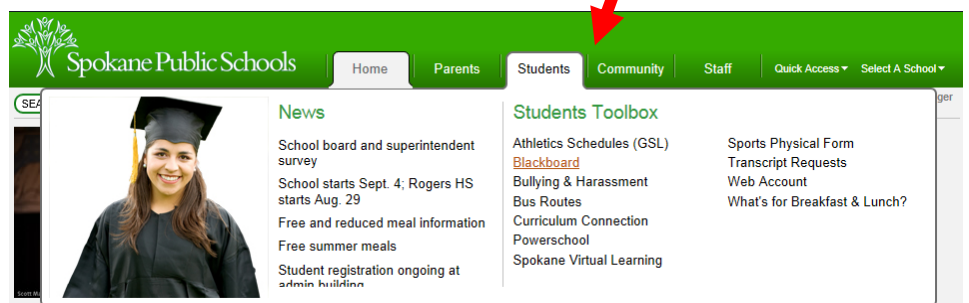 Spokane Public Schools
Home
Parents
Students
Community
Staff
Quick Access
Select A School
SEA
ger
News
School board and superintendent
survey
School starts Sept. 4; Rogers HS
starts Aug. 29
Free and reduced meal information
Free summer meals
Student registration ongoing at
admin building
Students Toolbox
Athletics Schedules (GSL)
Blackboard
Bullying & Harassment
Bus Routes
Curriculum Connection
Powerschool
Spokane Virtual Learning
Sports Physical Form
Transcript Requests
Web Account
What's for Breakfast & Lunch?